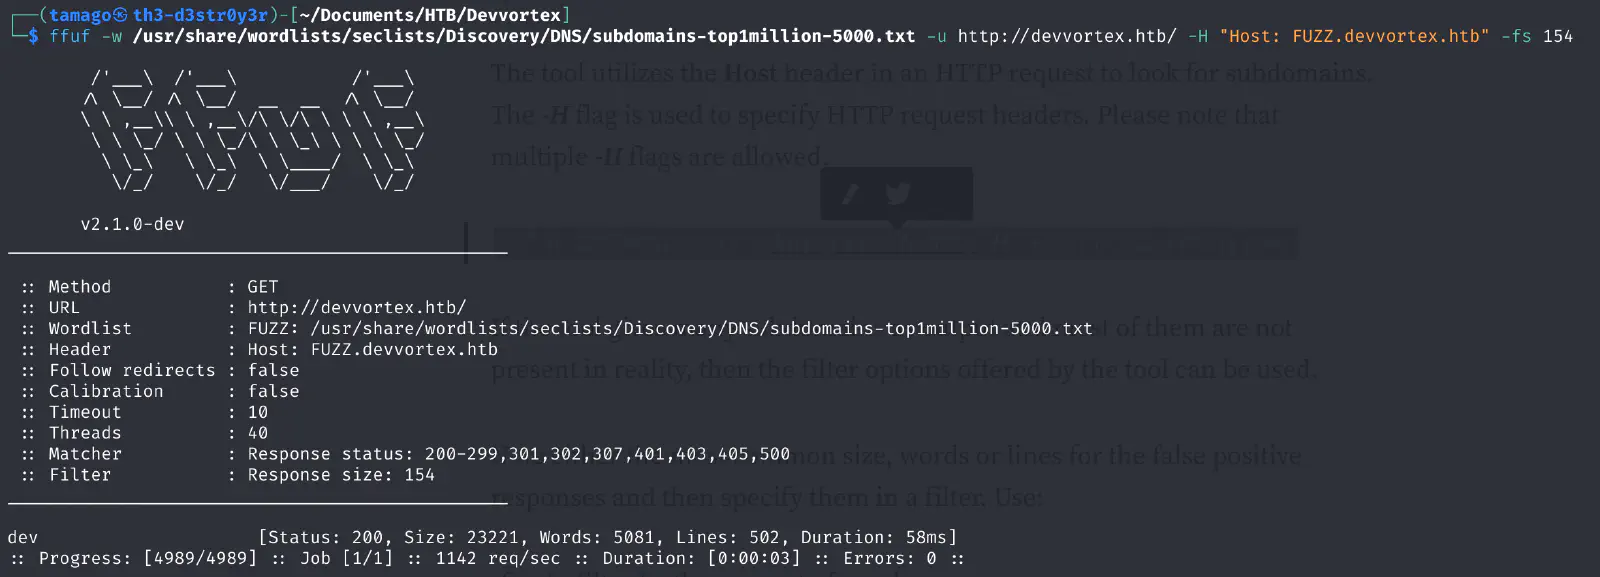 ┌──(tamago㉿th3-d3str0y3r)-[~/Documents/HTB/Devvortex]
└─$ ffuf -w /usr/share/wordlists/seclists/Discovery/DNS/subdomains-top1million-5000.txt -u http://devvortex.htb/ -H "Host: FUZZ.devvortex.htb" -fs 154
The tool utilizes the Host header in an HTTP request to look for subdomains.
The -H flag is used to specify HTTP request headers. Please note that
multiple -H flags are allowed.
v2.1.0-dev
:: Method : GET
:: URL : http://devvortex.htb/
:: Wordlist : FUZZ: /usr/share/wordlists/seclists/Discovery/DNS/subdomains-top1million-5000.txt
of them are not
:: Header : Host: FUZZ.devvortex.htb
:: Follow redirects : false
present in reality, then the filter options offered by the tool can be used.
:: Calibration : false
:: Timeout : 10
:: Threads : 40
:: Matcher : Response status: 200-299,301,302,307,401,403,405,500
size, words or lines for the false positive
:: Filter : Response size: 154
responses and then specify them in a filter. Use:
dev [Status: 200, Size: 23221, Words: 5081, Lines: 502, Duration: 58ms]
:: Progress: [4989/4989] :: Job [1/1] :: 1142 req/sec :: Duration: [0:00:03] :: Errors: 0 ::